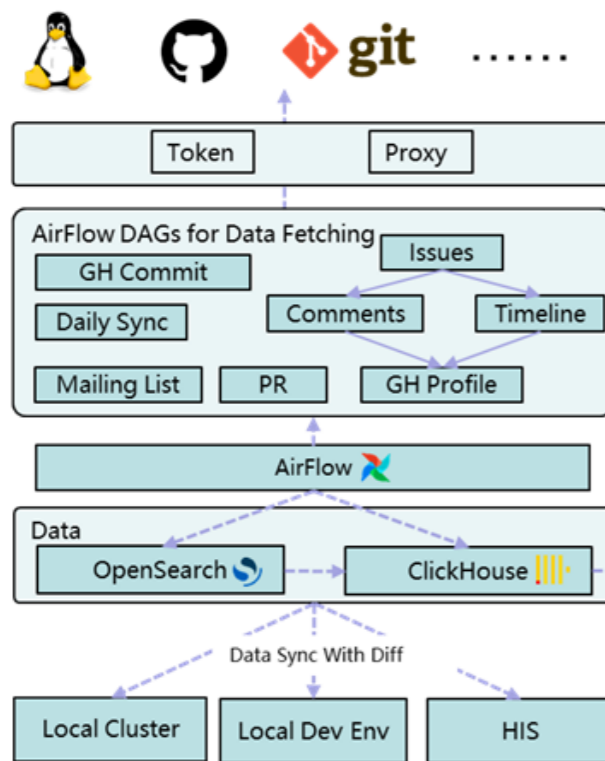 git ......
Token Proxy
AirFlow DAGs for Data Fetching
Issues
GH Commit
Daily Sync
Comments
Timeline
Mailing List
PR
GH Profile
AirFlow
Data
OpenSearch
ClickHouse
Data Sync With Diff
Local Cluster
Local Dev Env
HIS